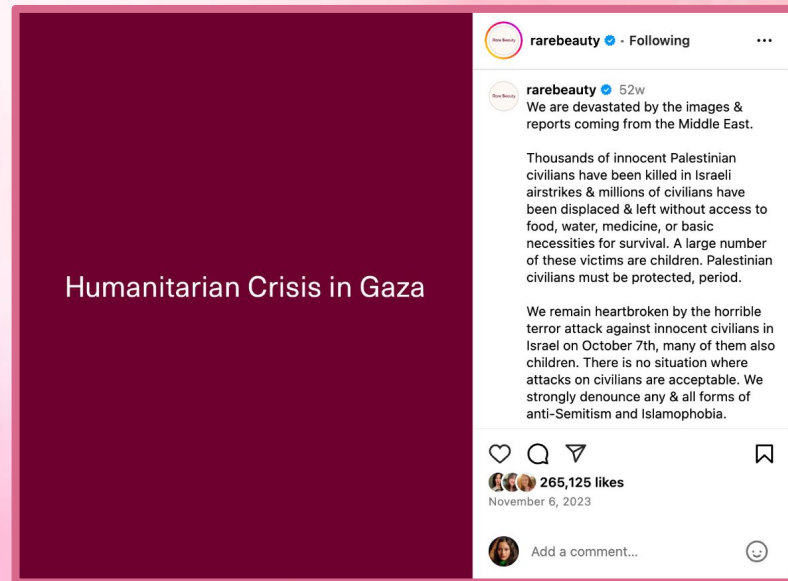 Humanitarian Crisis in Gaza
rarebeauty · Following
rarebeauty 52w
We are devastated by the images &
reports coming from the Middle East.
Thousands of innocent Palestinian
civilians have been killed in Israeli
airstrikes & millions of civilians have
been displaced & left without access to
food, water, medicine, or basic
necessities for survival. A large number
of these victims are children. Palestinian
civilians must be protected, period.
We remain heartbroken by the horrible
terror attack against innocent civilians in
Israel on October 7th, many of them also
children. There is no situation where
attacks on civilians are acceptable. We
strongly denounce any & all forms of
anti-Semitism and Islamophobia.
265,125 likes
November 6, 2023
Add a comment...